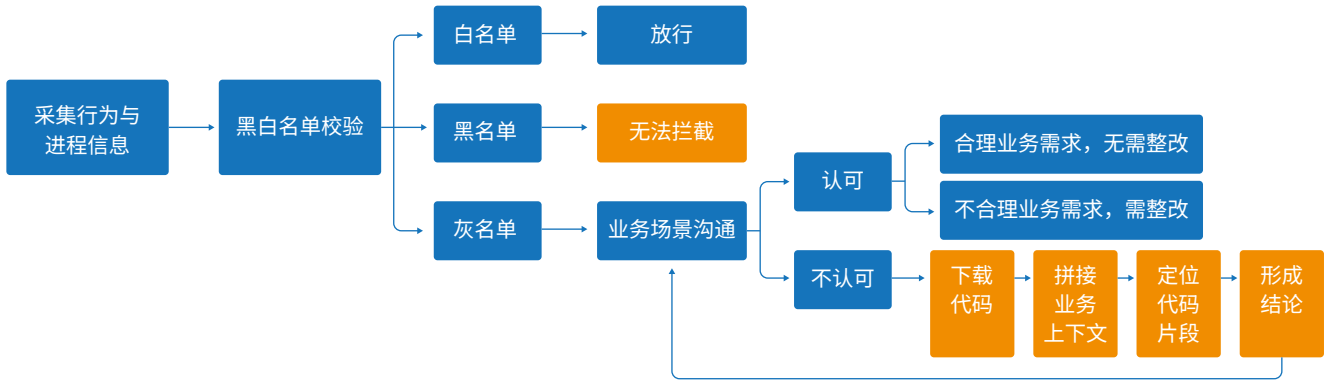 采集行为与
进程信息
黑白名单校验
白名单
放行
黑名单
无法拦截
灰名单
业务场景沟通
认可
合理业务需求，无需整改
不合理业务需求，需整改
不认可
下载
代码
拼接
业务
上下文
定位
代码
片段
形成
结论